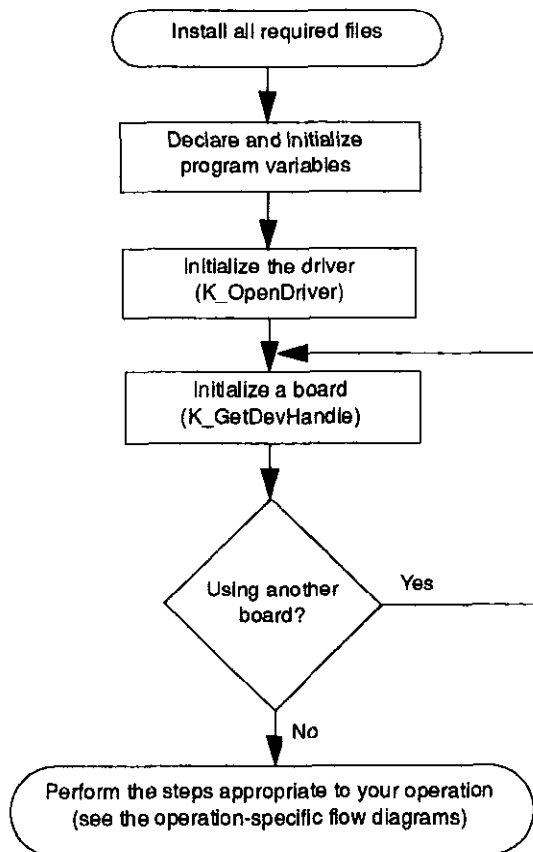 Install all required files
Declare and initialize
program variables
Initialize the driver
(K_OpenDriver)
Initialize a board
(K_GetDevHandle)
Using another
board?
Yes
No
Perform the steps appropriate to your operation
(see the operation-specific flow diagrams)